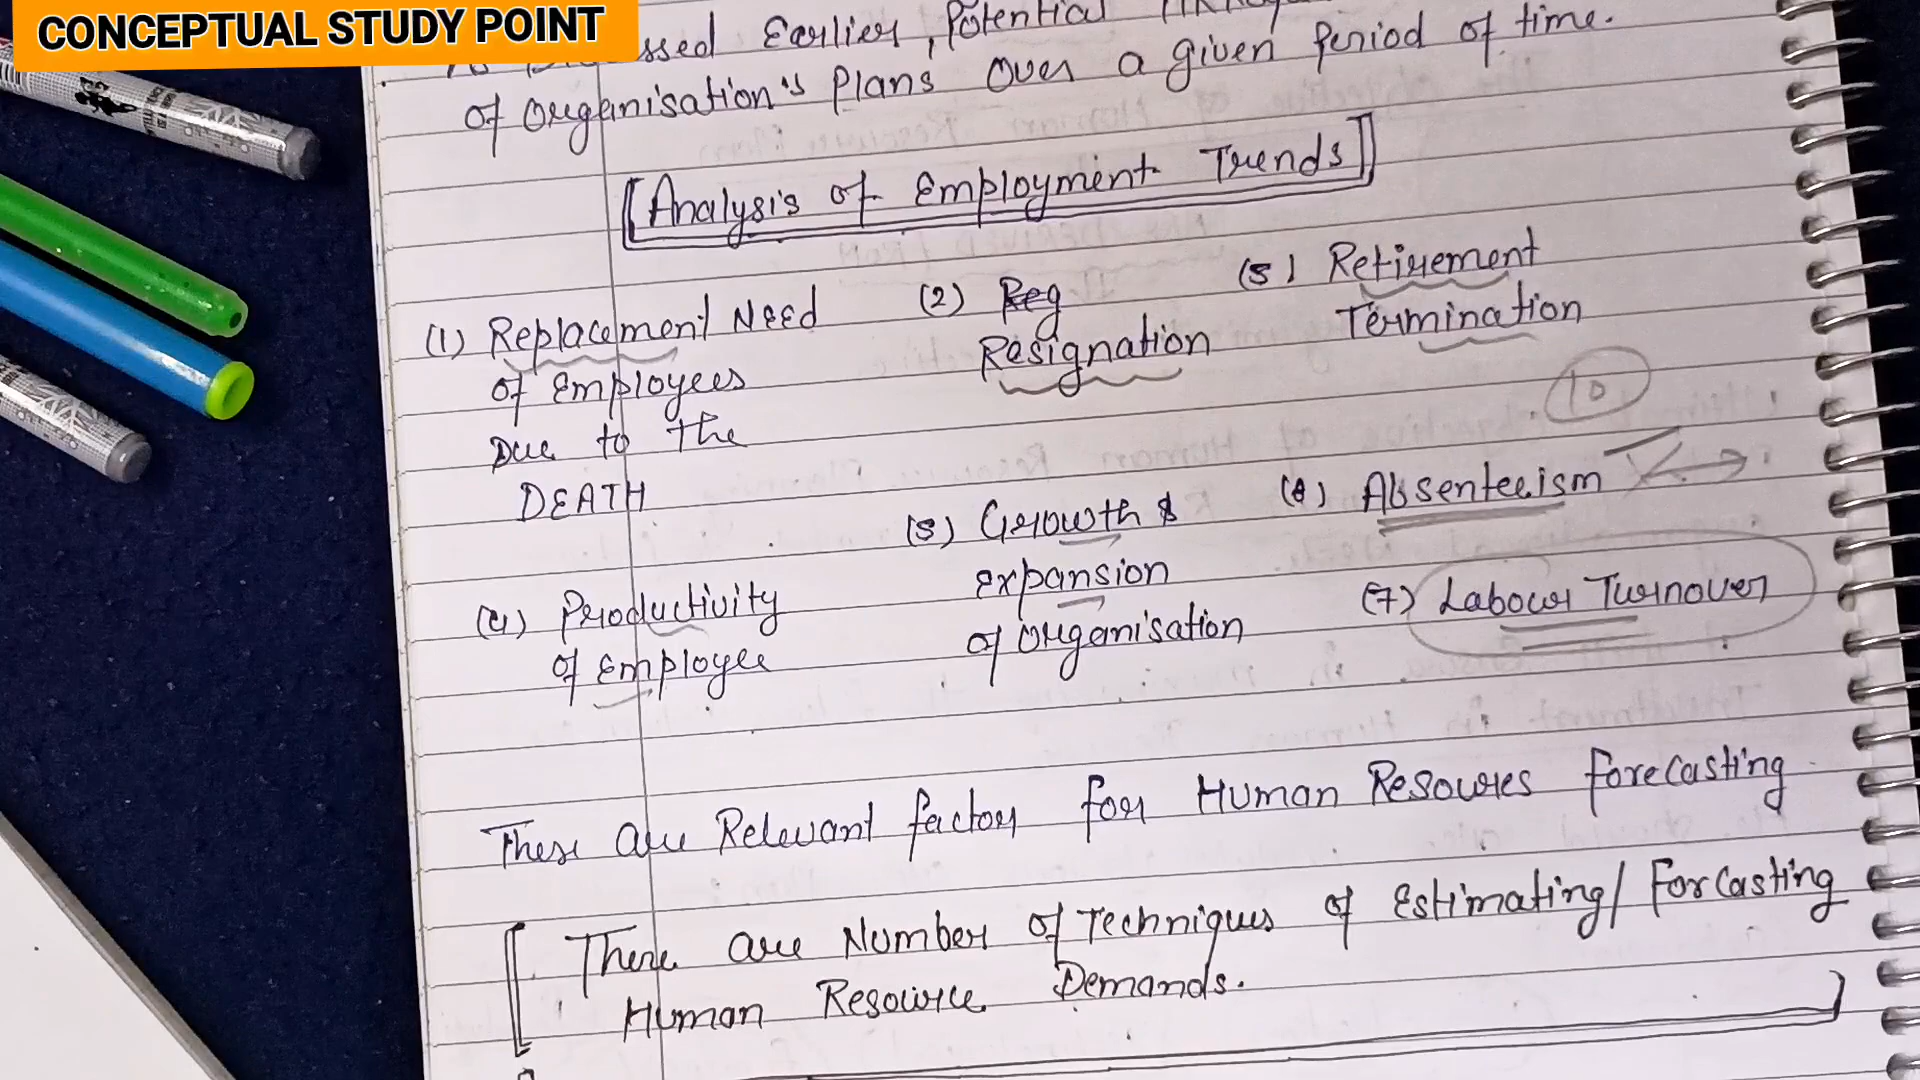 CONCEPTUAL STUDY POINT
ssed Earlier, Potential
of Organisation's Plans Over a given Period of time.
Analysis of Employment Trends
(1) Replacement Need
of Employees
Due to the
DEATH
(2) Reg
Resignation
(3) Retirement
Termination
10
(4) Productivity
of Employee
(5) Growth &
expansion
of Organisation
(6) Absenteeism
(7) Labour Turnover
These are Relevant factors for Human Resources forecasting
There are Number of Techniques of Estimating/Forcasting
Human Resource Demands.